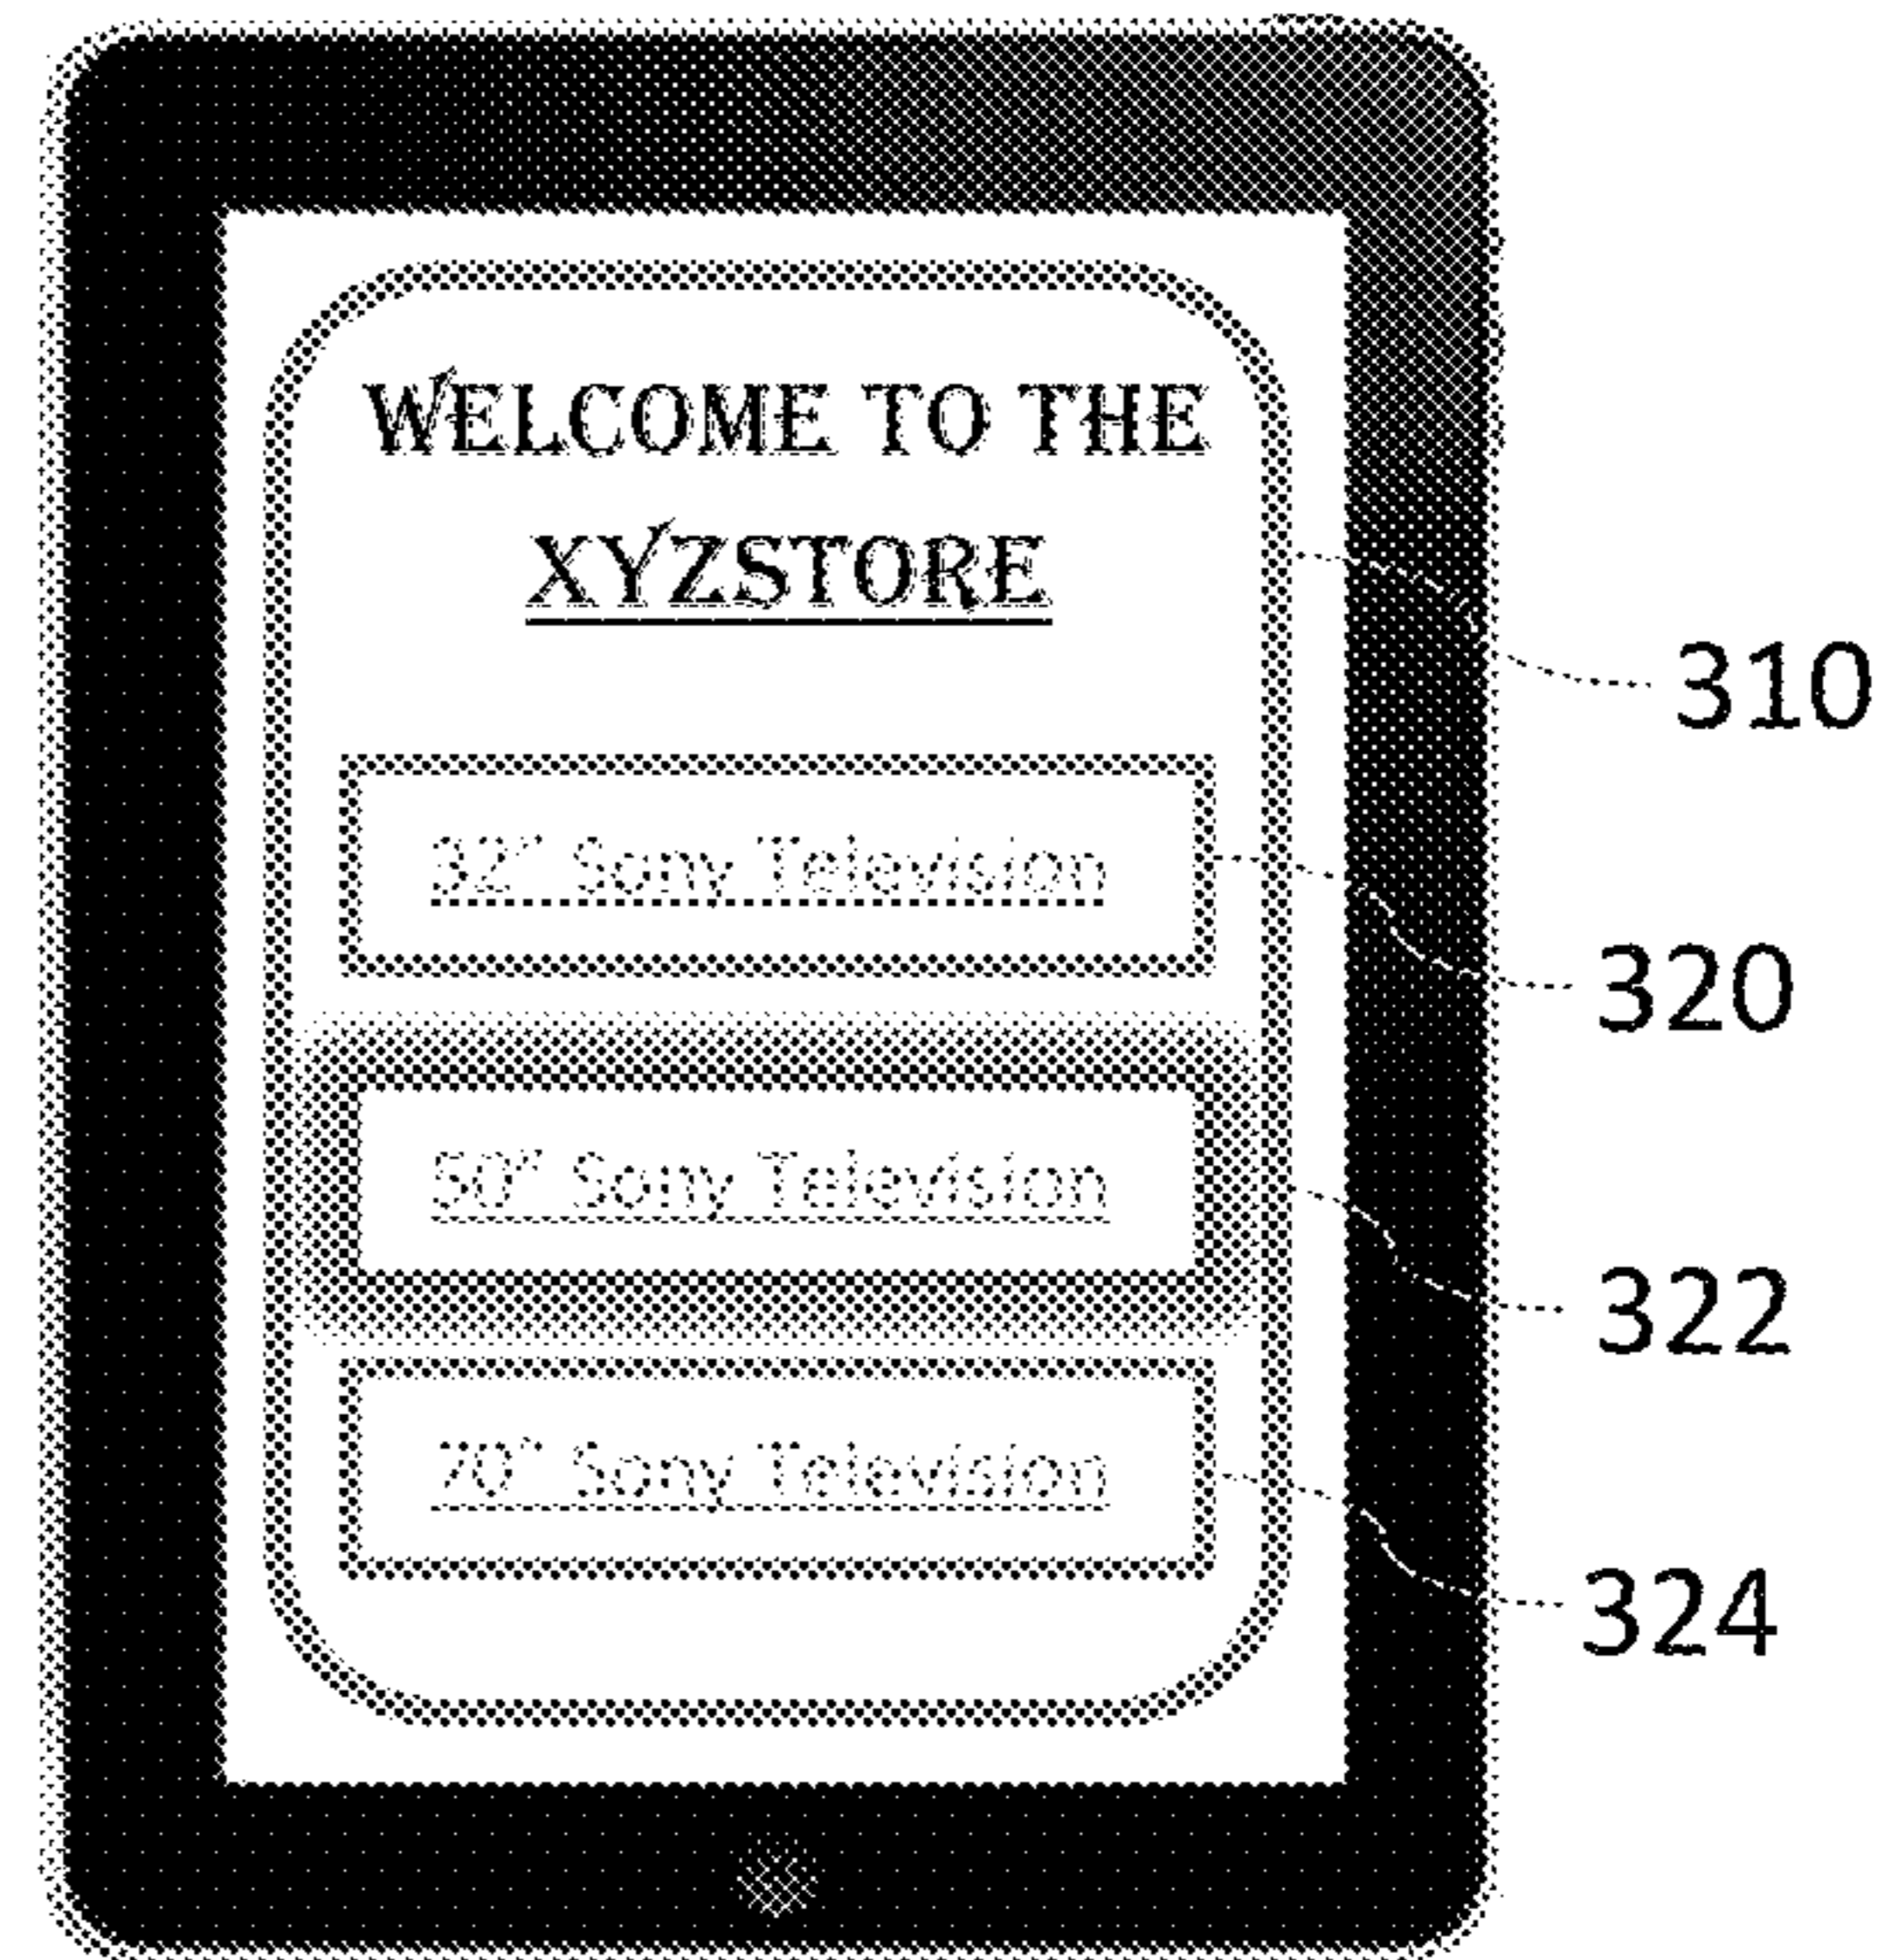 WELCOME TO THE
XYZSTORE
310
32" Sony Television
320
50" Sony Television
322
70" Sony Television
324